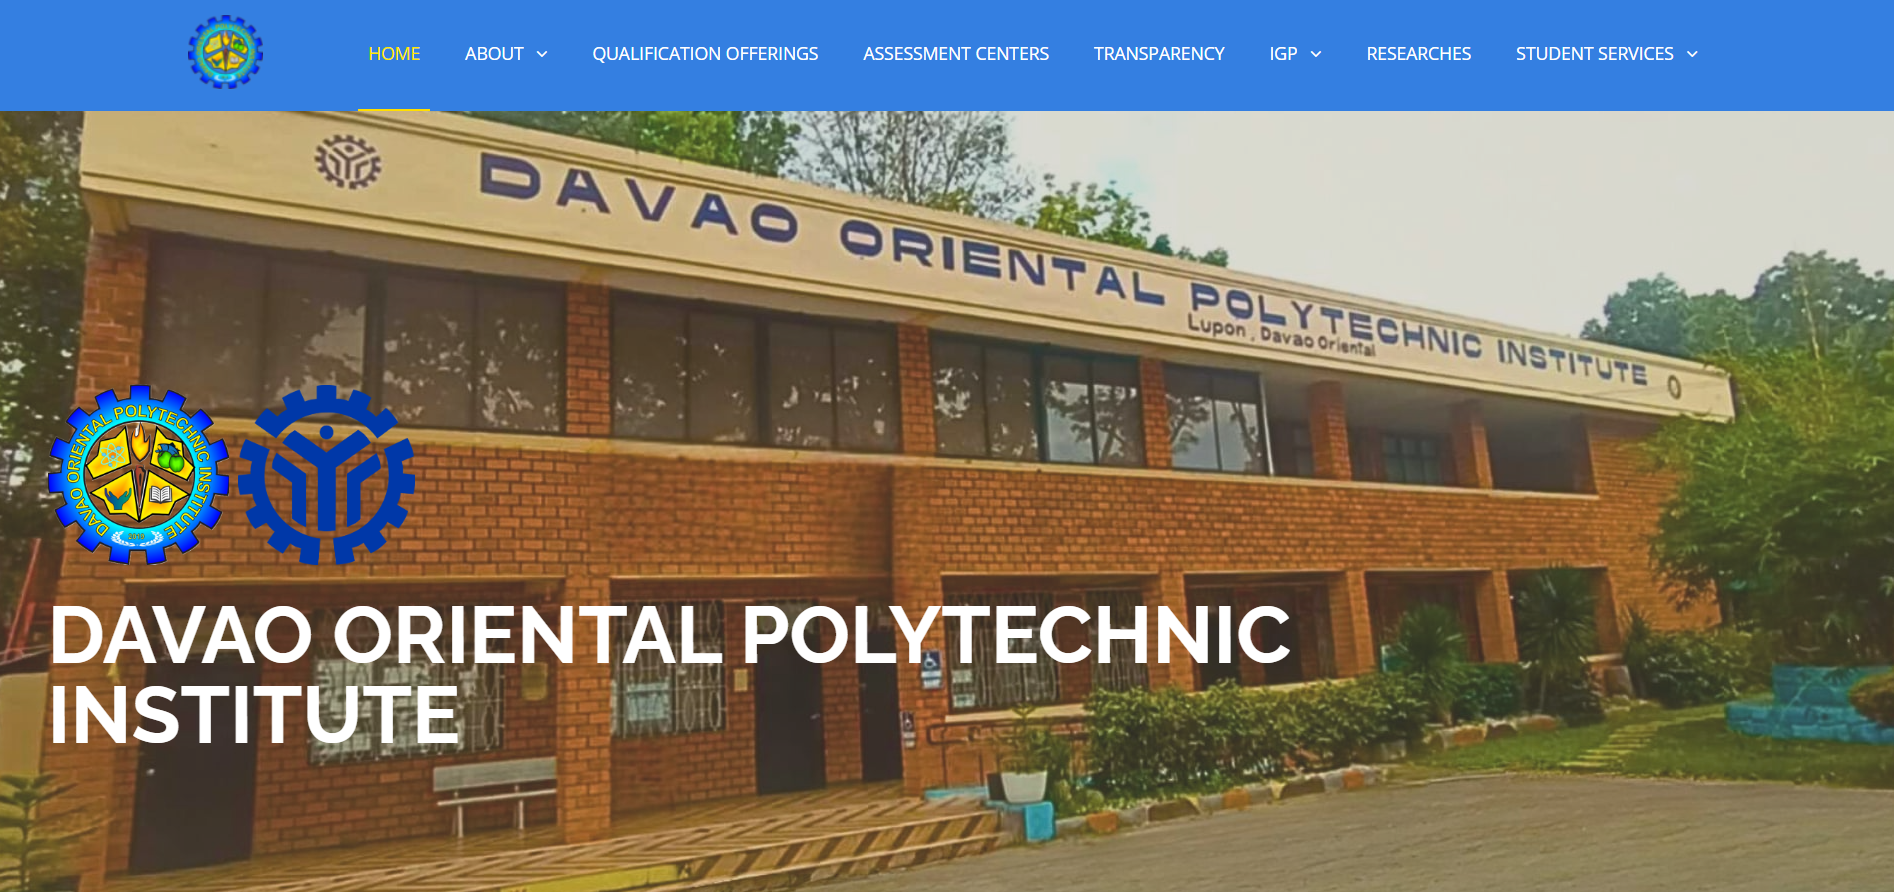 HOME ABOUT QUALIFICATION OFFERINGS ASSESSMENT CENTERS TRANSPARENCY IGP RESEARCHES STUDENT SERVICES
DAVAO ORIENTAL POLYTECHNIC INSTITUTE
Lupon, Davao Oriental
DAVAO ORIENTAL POLYTECHNIC INSTITUTE
DAVAO ORIENTAL POLYTECHNIC
INSTITUTE